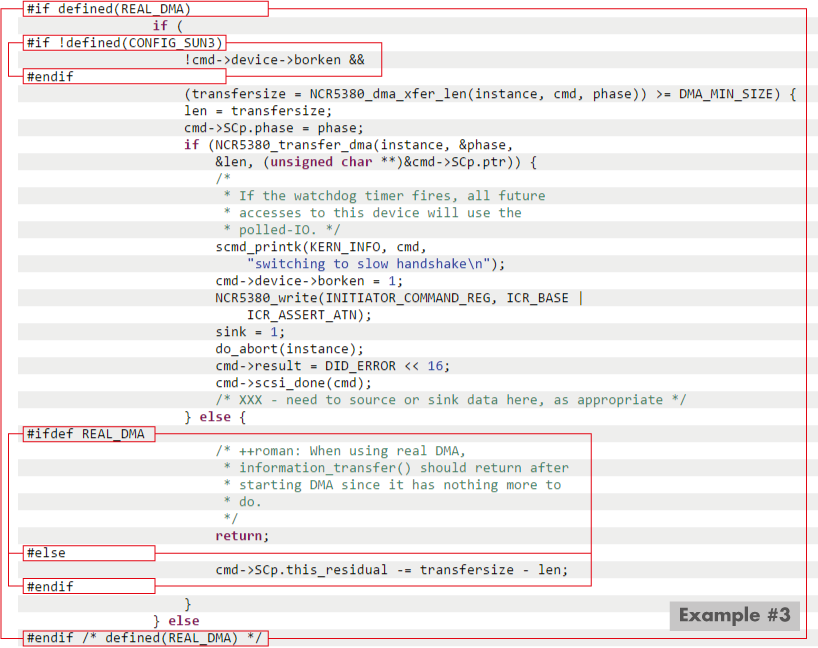 #if defined(REAL_DMA)
if (
#if !defined(CONFIG_SUN3)
!cmd->device->borken &&
#endif
(transfersize = NCR5380_dma_xfer_len(instance, cmd, phase)) >= DMA_MIN_SIZE) {
len = transfersize;
cmd->SCp.phase = phase;
if (NCR5380_transfer_dma(instance, &phase,
&len, (unsigned char **)&cmd->SCp.ptr)) {
/*
* If the watchdog timer fires, all future
* accesses to this device will use the
* polled-IO. */
scmd_printk(KERN_INFO, cmd,
"switching to slow handshake\n");
cmd->device->borken = 1;
NCR5380_write(INITIATOR_COMMAND_REG, ICR_BASE |
ICR_ASSERT_ATN);
sink = 1;
do_abort(instance);
cmd->result = DID_ERROR << 16;
cmd->scsi_done(cmd);
/* XXX - need to source or sink data here, as appropriate */
} else {
#ifdef REAL_DMA
/* ++roman: When using real DMA,
* information_transfer() should return after
* starting DMA since it has nothing more to
* do.
*/
return;
#else
cmd->SCp.this_residual -= transfersize - len;
#endif
}
} else
#endif /* defined(REAL_DMA) */
Example #3